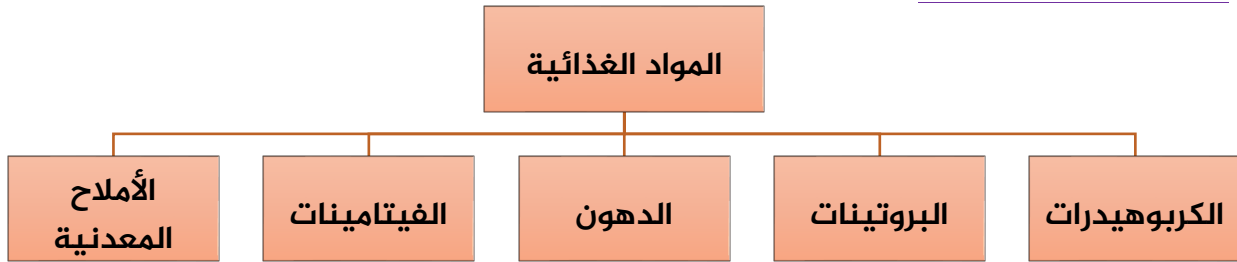 المواد الغذائية
الكربوهيدرات
البروتينات
الدهون
الفيتامينات
الأملاح
المعدنية